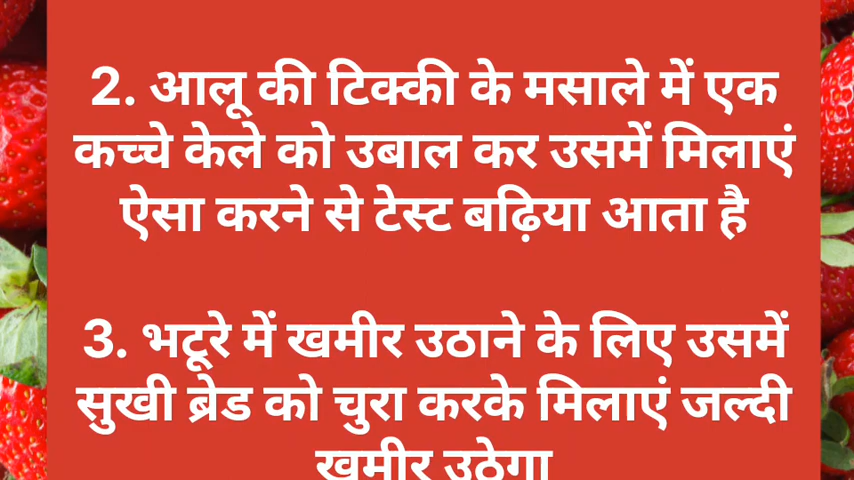 2. आलू की टिक्की के मसाले में एक
कच्चे केले को उबाल कर उसमें मिलाएं
ऐसा करने से टेस्ट बढ़िया आता है
3. भटूरे में खमीर उठाने के लिए उसमें
सुखी ब्रेड को चुरा करके मिलाएं जल्दी
खमीर उठेगा